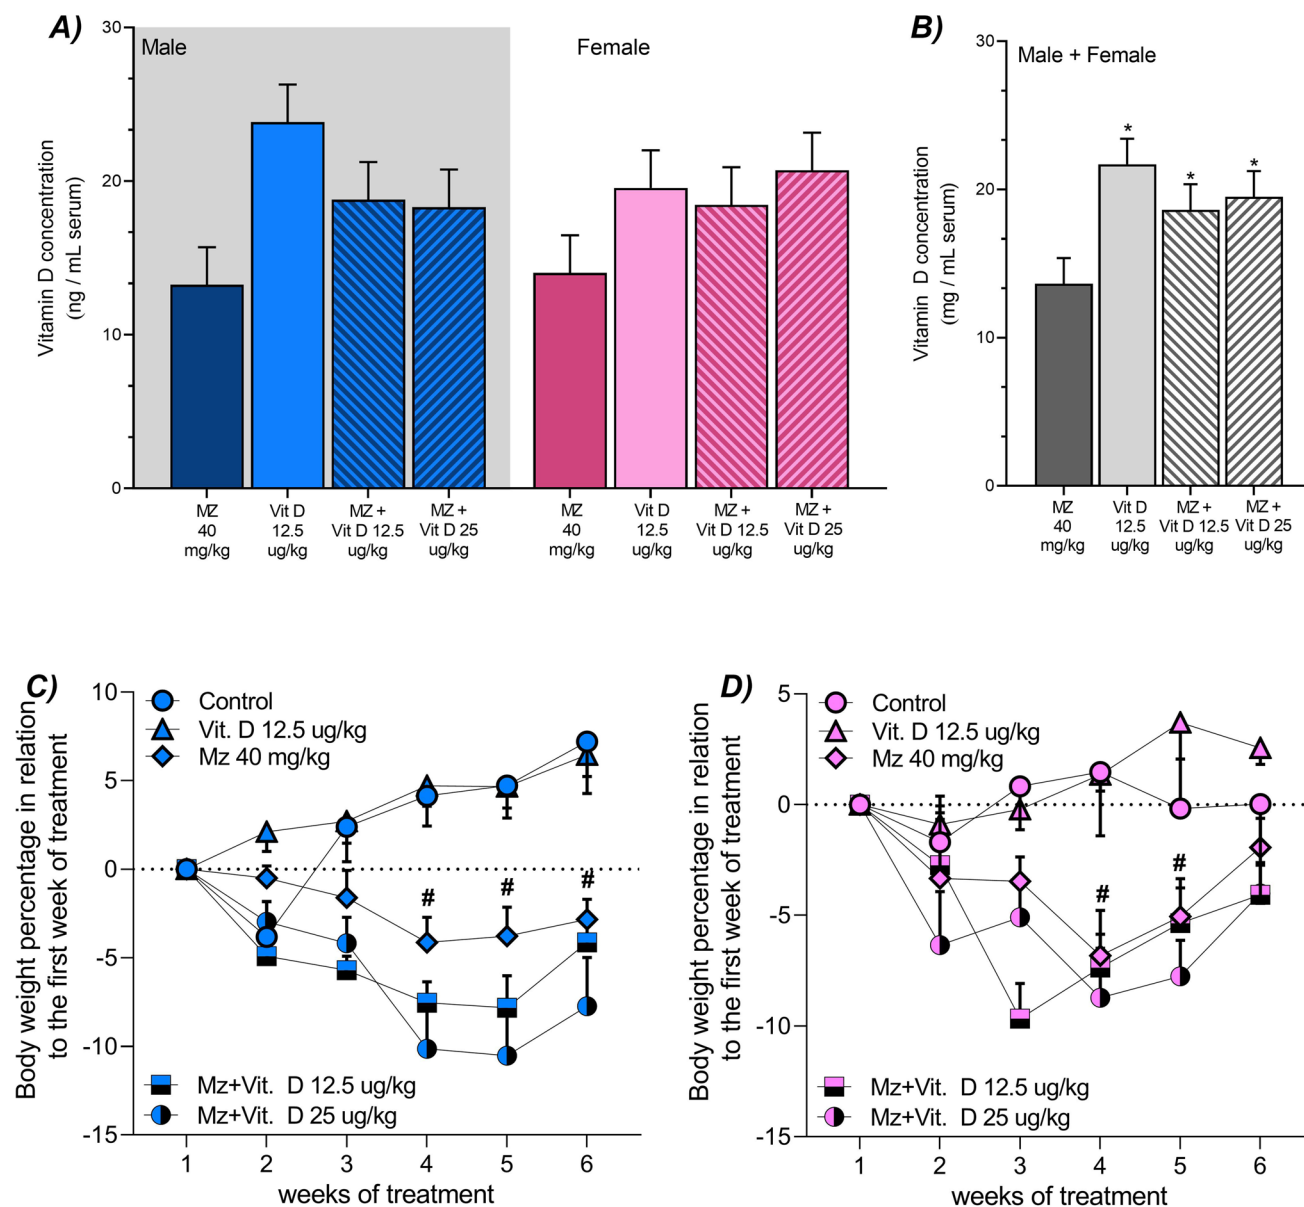 A)
Male
Female
Vitamin D concentration
(ng / mL serum)
30
20
10
0
MZ
40
mg/kg
Vit D
12.5
ug/kg
MZ +
Vit D 12.5
ug/kg
MZ +
Vit D 25
ug/kg
MZ
40
mg/kg
Vit D
12.5
ug/kg
MZ +
Vit D 12.5
ug/kg
MZ +
Vit D 25
ug/kg
B)
Male + Female
Vitamin D concentration
(mg / mL serum)
30
20
10
0
*
*
*
MZ
40
mg/kg
Vit D
12.5
ug/kg
MZ +
Vit D 12.5
ug/kg
MZ +
Vit D 25
ug/kg
C)
Body weight percentage in relation
to the first week of treatment
10
5
0
-5
-10
-15
Control
Vit. D 12.5 ug/kg
Mz 40 mg/kg
#
#
#
Mz+Vit. D 12.5 ug/kg
Mz+Vit. D 25 ug/kg
1
2
3
4
5
6
weeks of treatment
D)
Body weight percentage in relation
to the first week of treatment
5
0
-5
-10
-15
Control
Vit. D 12.5 ug/kg
Mz 40 mg/kg
#
#
Mz+Vit. D 12.5 ug/kg
Mz+Vit. D 25 ug/kg
1
2
3
4
5
6
weeks of treatment